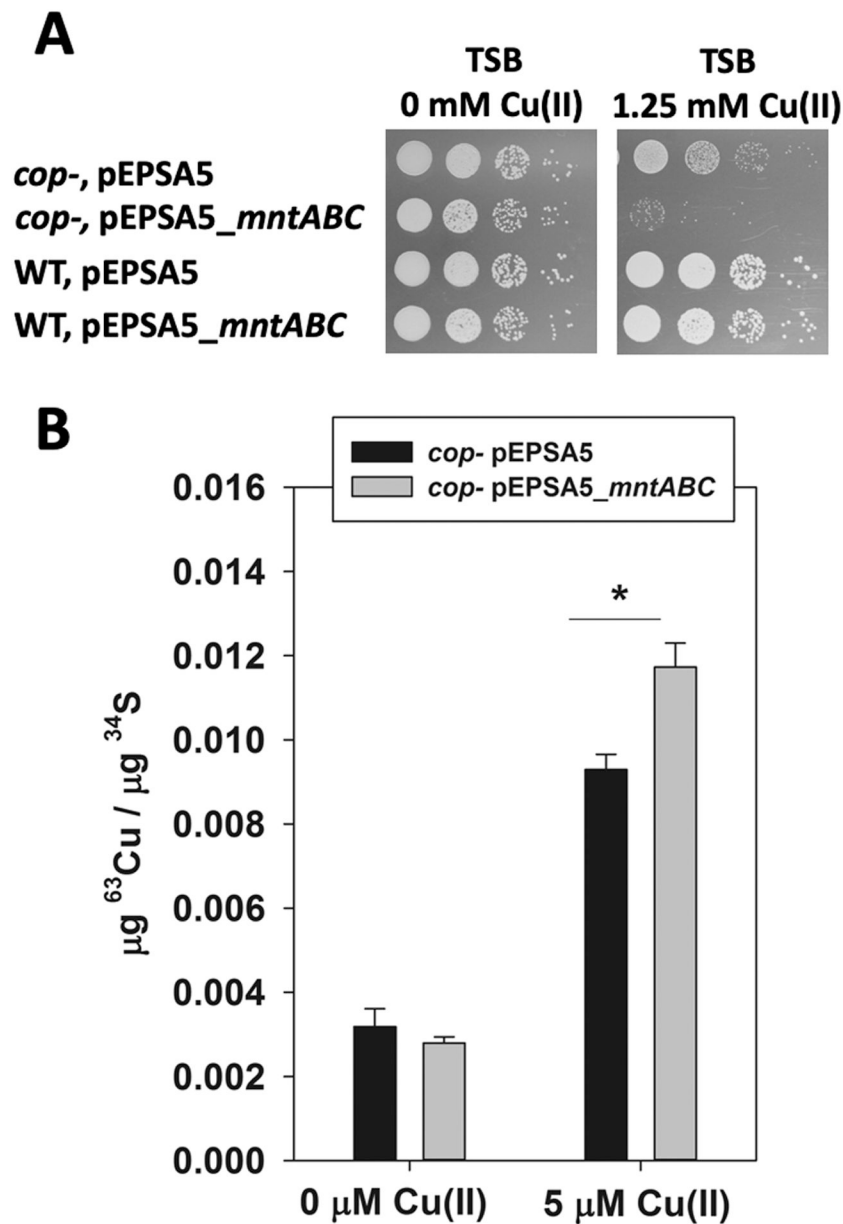 A
TSB
0 mM Cu(II)
TSB
1.25 mM Cu(II)
cop-, pEPSA5
cop-, pEPSA5_mntABC
WT, pEPSA5
WT, pEPSA5_mntABC
B
cop- pEPSA5
cop- pEPSA5_mntABC
0.016
0.014
0.012
0.010
0.008
0.006
0.004
0.002
0.000
μg ⁶³Cu / μg ³⁴S
*
0 μM Cu(II)
5 μM Cu(II)